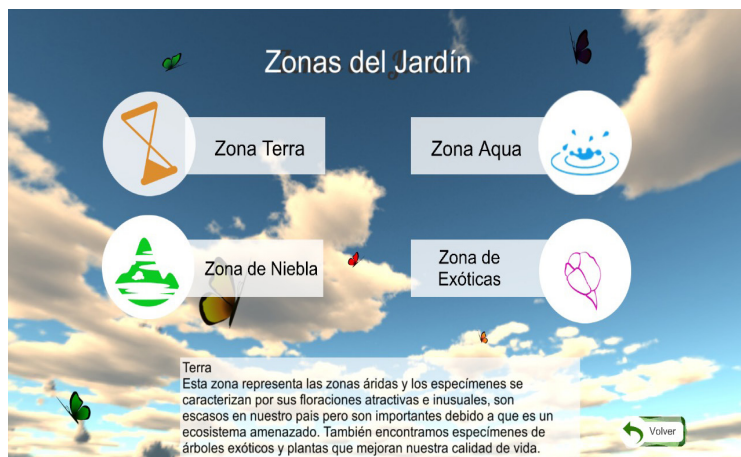 Zonas del Jardín
Zona Terra
Zona Aqua
Zona de Niebla
Zona de
Exóticas
Terra
Esta zona representa las zonas áridas y los especímenes se
caracterizan por sus floraciones atractivas e inusuales, son
escasos en nuestro pais pero son importantes debido a que es un
ecosistema amenazado. También encontramos especímenes de
árboles exóticos y plantas que mejoran nuestra calidad de vida.
Volver